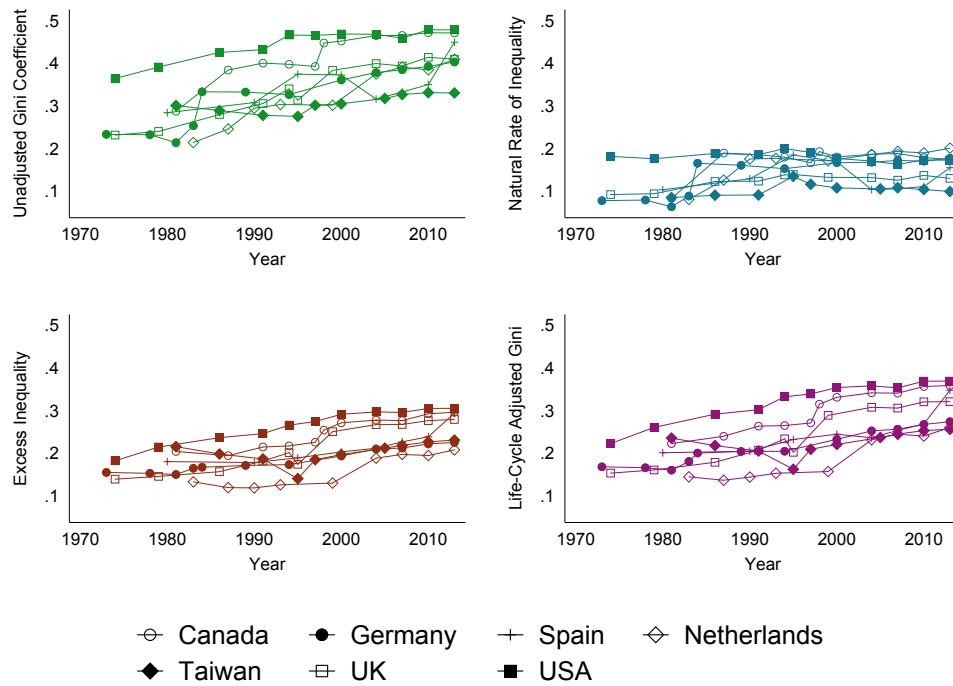 Unadjusted Gini Coefficient
.5
.4
.3
.2
.1
1970 1980 1990 2000 2010
Year
Natural Rate of Inequality
.5
.4
.3
.2
.1
1970 1980 1990 2000 2010
Year
Excess Inequality
.5
.4
.3
.2
.1
1970 1980 1990 2000 2010
Year
Life-Cycle Adjusted Gini
.5
.4
.3
.2
.1
1970 1980 1990 2000 2010
Year
Canada Germany Spain Netherlands
Taiwan UK USA